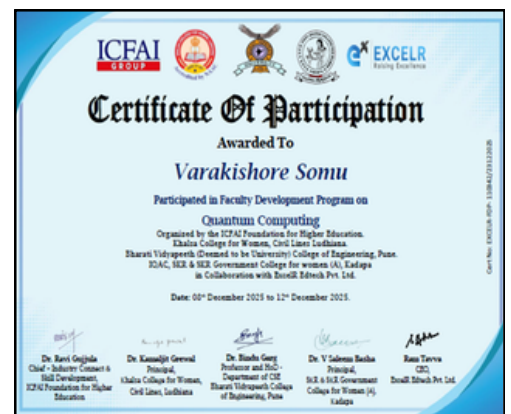 ICFAI
GROUP
EXCELR
Raising Excellence
Certificate Of Participation
Awarded To
Varakishore Somu
Participated in Faculty Development Program on
Quantum Computing
Organized by the ICFAI Foundation for Higher Education.
Khalsa College for Women, Civil Lines Ludhiana.
Bharati Vidyapeeth (Deemed to be University) College of Engineering, Pune.
IQAC, SKR & SKR Government College for women (A), Kadapa
in Collaboration with ExcelR Edtech Pvt. Ltd.
Date: 08th December 2025 to 12th December 2025.
Dr. Ravi Gujjula
Chief - Industry Connect &
Skill Development,
ICFAI Foundation for Higher
Education
Dr. Kamaljit Grewal
Principal,
Khalsa College for Women,
Civil Lines, Ludhiana
Dr. Bindu Garg
Professor and HoD -
Department of CSE
Bharati Vidyapeeth College
of Engineering, Pune
Dr. V Saleem Basha
Principal,
SKR & SKR Government
College for Women (A),
Kadapa
Ram Tavva
CEO,
ExcelR Edtech Pvt. Ltd.